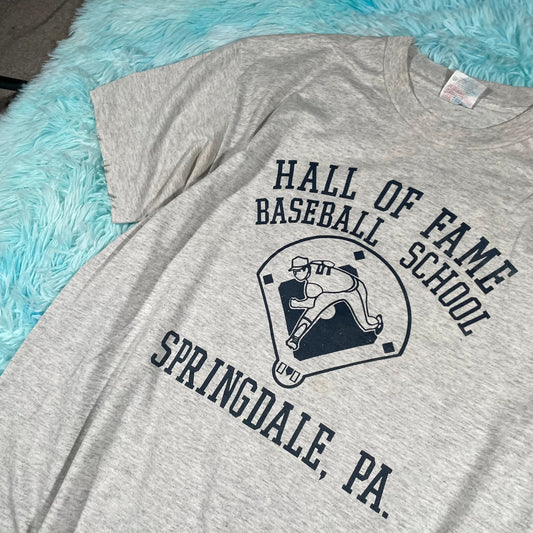 HALL OF FAME
BASEBALL SCHOOL
SPRINGDALE, PA.